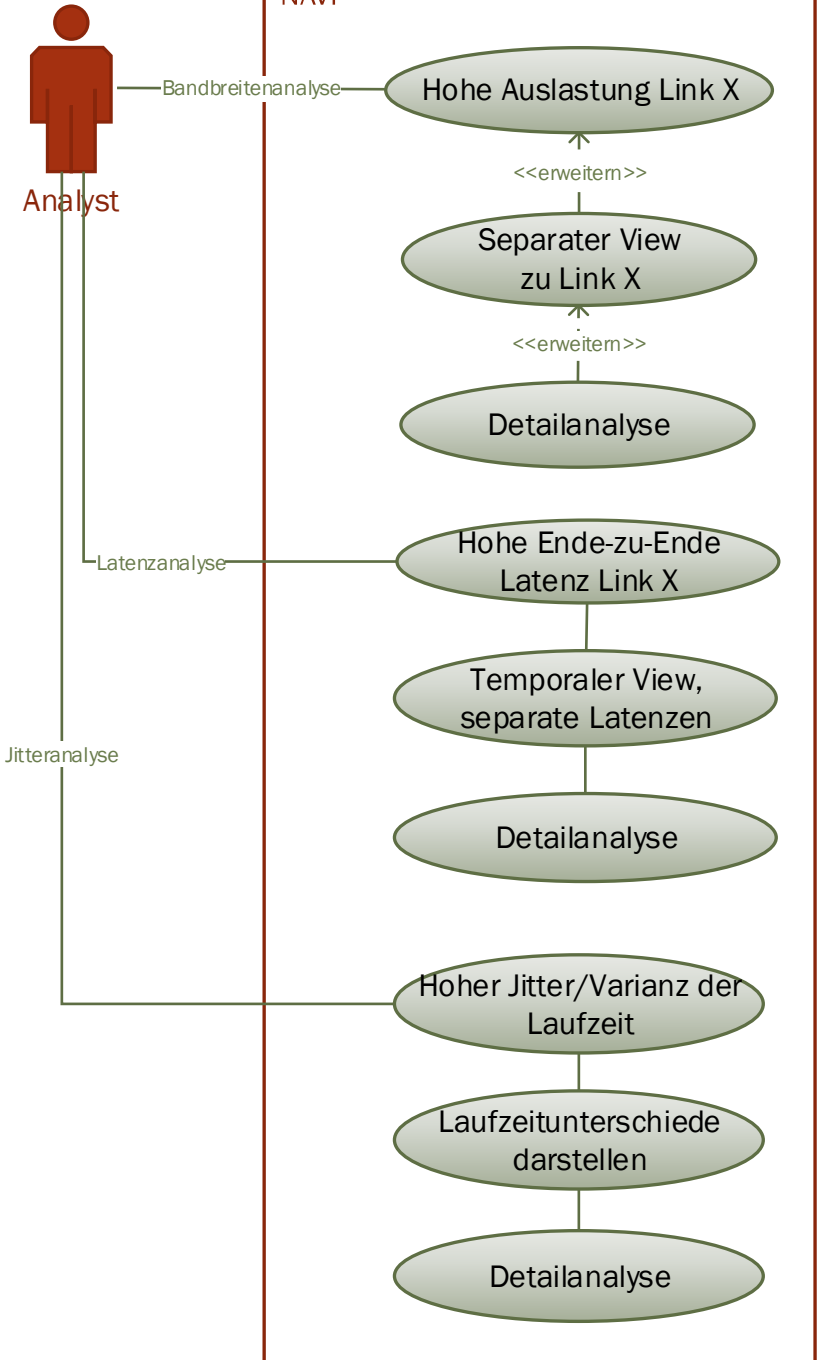 Bandbreitenanalyse
Hohe Auslastung Link X
<<erweitern>>
Analyst
Separater View
zu Link X
<<erweitern>>
Detailanalyse
Hohe Ende-zu-Ende
Latenz Link X
Latenzanalyse
Temporaler View,
separate Latenzen
Jitteranalyse
Detailanalyse
Hoher Jitter/Varianz der
Laufzeit
Laufzeitunterschiede
darstellen
Detailanalyse